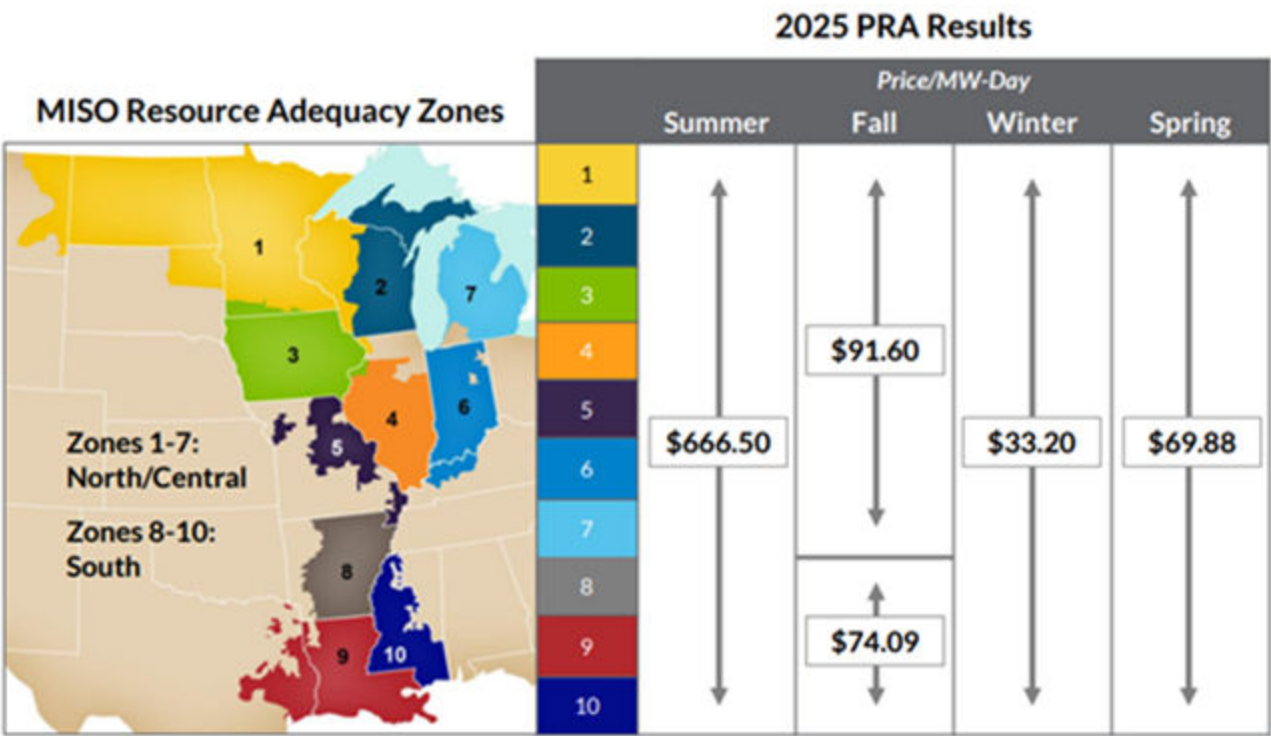 2025 PRA Results
MISO Resource Adequacy Zones
Price/MW-Day
Summer Fall Winter Spring
1
2
7
3
4
6
5
8
10
9
Zones 1-7:
North/Central
Zones 8-10:
South
1
2
3
4
5
6
7
8
9
10
$91.60
$666.50 $33.20 $69.88
$74.09